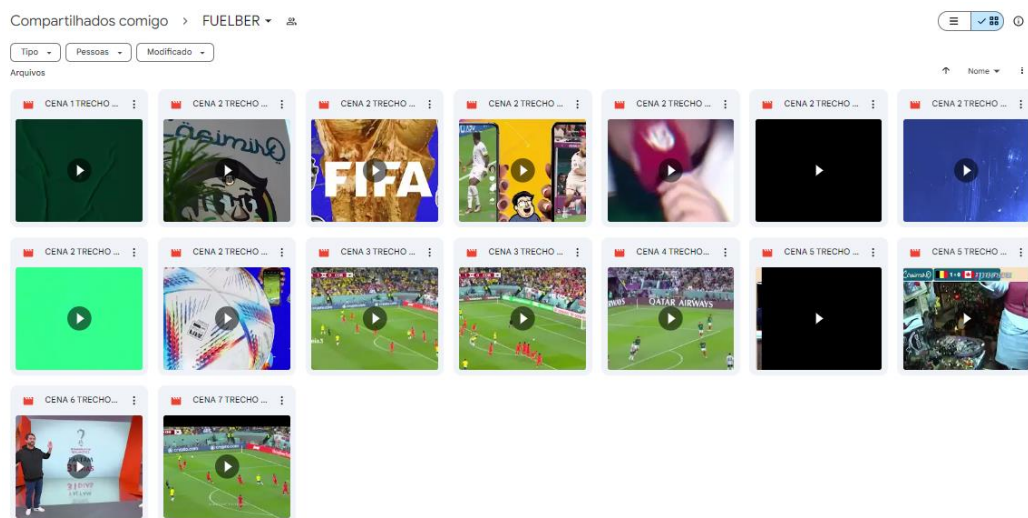 Compartilhados comigo > FUELBER
Tipo Pessoas Modificado
Arquivos
Nome
CENA 1 TRECHO ... CENA 2 TRECHO ... CENA 2 TRECHO ... CENA 2 TRECHO ... CENA 2 TRECHO ... CENA 2 TRECHO ... CENA 2 TRECHO ...
FIFA
CENA 2 TRECHO ... CENA 2 TRECHO ... CENA 3 TRECHO ... CENA 3 TRECHO ... CENA 4 TRECHO... CENA 5 TRECHO ... CENA 5 TRECHO ...
QATAR AIRWAYS
CENA 6 TRECHO... CENA 7 TRECHO ...